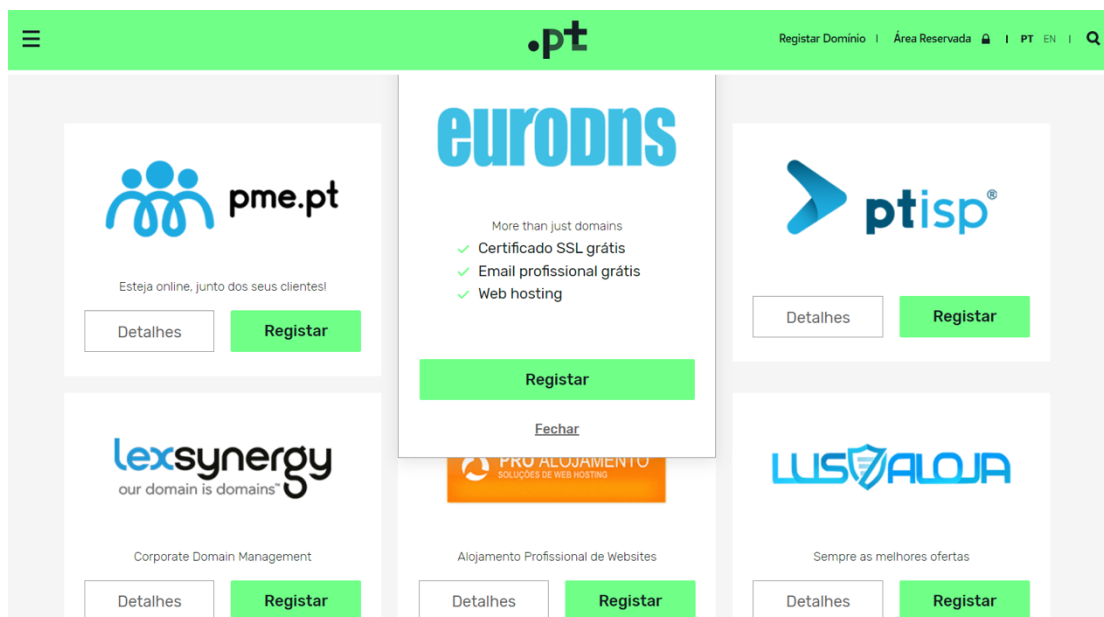 .pt
Registar Domínio | Área Reservada | PT EN |
eurodns
pme.pt
ptisp®
More than just domains
Certificado SSL grátis
Email profissional grátis
Web hosting
Esteja online, junto dos seus clientes!
Detalhes
Registar
Detalhes
Registar
Registar
Fechar
lexsynergy
our domain is domains™
PRO ALOJAMENTO
SOLUÇÕES DE WEB HOSTING
LUSOALOJA
Corporate Domain Management
Alojamento Profissional de Websites
Sempre as melhores ofertas
Detalhes
Registar
Detalhes
Registar
Detalhes
Registar